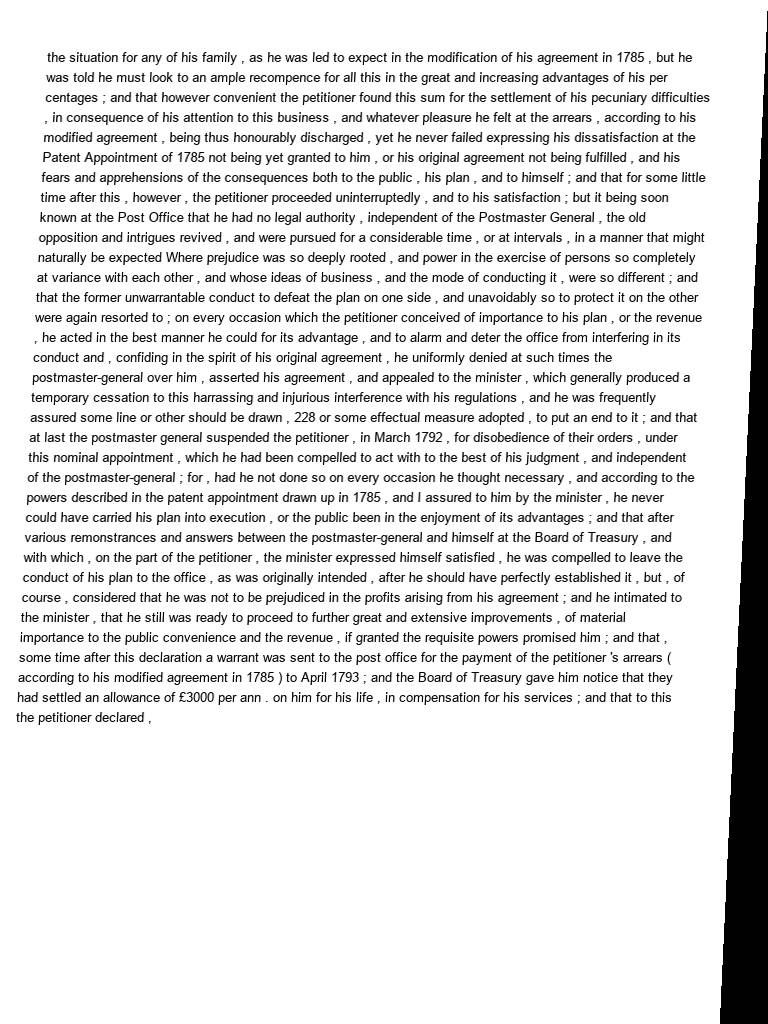 the situation for any of his family , as he was led to expect in the modification of his agreement in 1785 , but he
was told he must look to an ample recompence for all this in the great and increasing advantages of his per
centages ; and that however convenient the petitioner found this sum for the settlement of his pecuniary difficulties
, in consequence of his attention to this business , and whatever pleasure he felt at the arrears , according to his
modified agreement , being thus honourably discharged , yet he never failed expressing his dissatisfaction at the
Patent Appointment of 1785 not being yet granted to him , or his original agreement not being fulfilled , and his
fears and apprehensions of the consequences both to the public , his plan , and to himself ; and that for some little
time after this , however , the petitioner proceeded uninterruptedly , and to his satisfaction ; but it being soon
known at the Post Office that he had no legal authority , independent of the Postmaster General , the old
opposition and intrigues revived , and were pursued for a considerable time , or at intervals , in a manner that might
naturally be expected Where prejudice was so deeply rooted , and power in the exercise of persons so completely
at variance with each other , and whose ideas of business , and the mode of conducting it , were so different ; and
that the former unwarrantable conduct to defeat the plan on one side , and unavoidably so to protect it on the other
were again resorted to ; on every occasion which the petitioner conceived of importance to his plan , or the revenue
, he acted in the best manner he could for its advantage , and to alarm and deter the office from interfering in its
conduct and , confiding in the spirit of his original agreement , he uniformly denied at such times the
postmaster-general over him , asserted his agreement , and appealed to the minister , which generally produced a
temporary cessation to this harrassing and injurious interference with his regulations , and he was frequently
assured some line or other should be drawn , 228 or some effectual measure adopted , to put an end to it ; and that
at last the postmaster general suspended the petitioner , in March 1792 , for disobedience of their orders , under
this nominal appointment , which he had been compelled to act with to the best of his judgment , and independent
of the postmaster-general ; for , had he not done so on every occasion he thought necessary , and according to the
powers described in the patent appointment drawn up in 1785 , and I assured to him by the minister , he never
could have carried his plan into execution , or the public been in the enjoyment of its advantages ; and that after
various remonstrances and answers between the postmaster-general and himself at the Board of Treasury , and
with which , on the part of the petitioner , the minister expressed himself satisfied , he was compelled to leave the
conduct of his plan to the office , as was originally intended , after he should have perfectly established it , but , of
course , considered that he was not to be prejudiced in the profits arising from his agreement ; and he intimated to
the minister , that he still was ready to proceed to further great and extensive improvements , of material
importance to the public convenience and the revenue , if granted the requisite powers promised him ; and that ,
some time after this declaration a warrant was sent to the post office for the payment of the petitioner 's arrears (
according to his modified agreement in 1785 ) to April 1793 ; and the Board of Treasury gave him notice that they
had settled an allowance of £3000 per ann . on him for his life , in compensation for his services ; and that to this
the petitioner declared ,